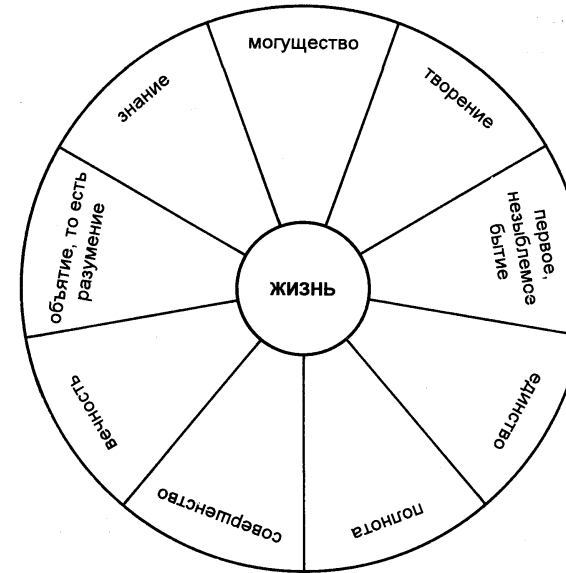 могущество
творение
первое,
незыблемое
бытие
единство
полнота
совершенство
вечность
объятие, то есть
разумение
знание
жизнь